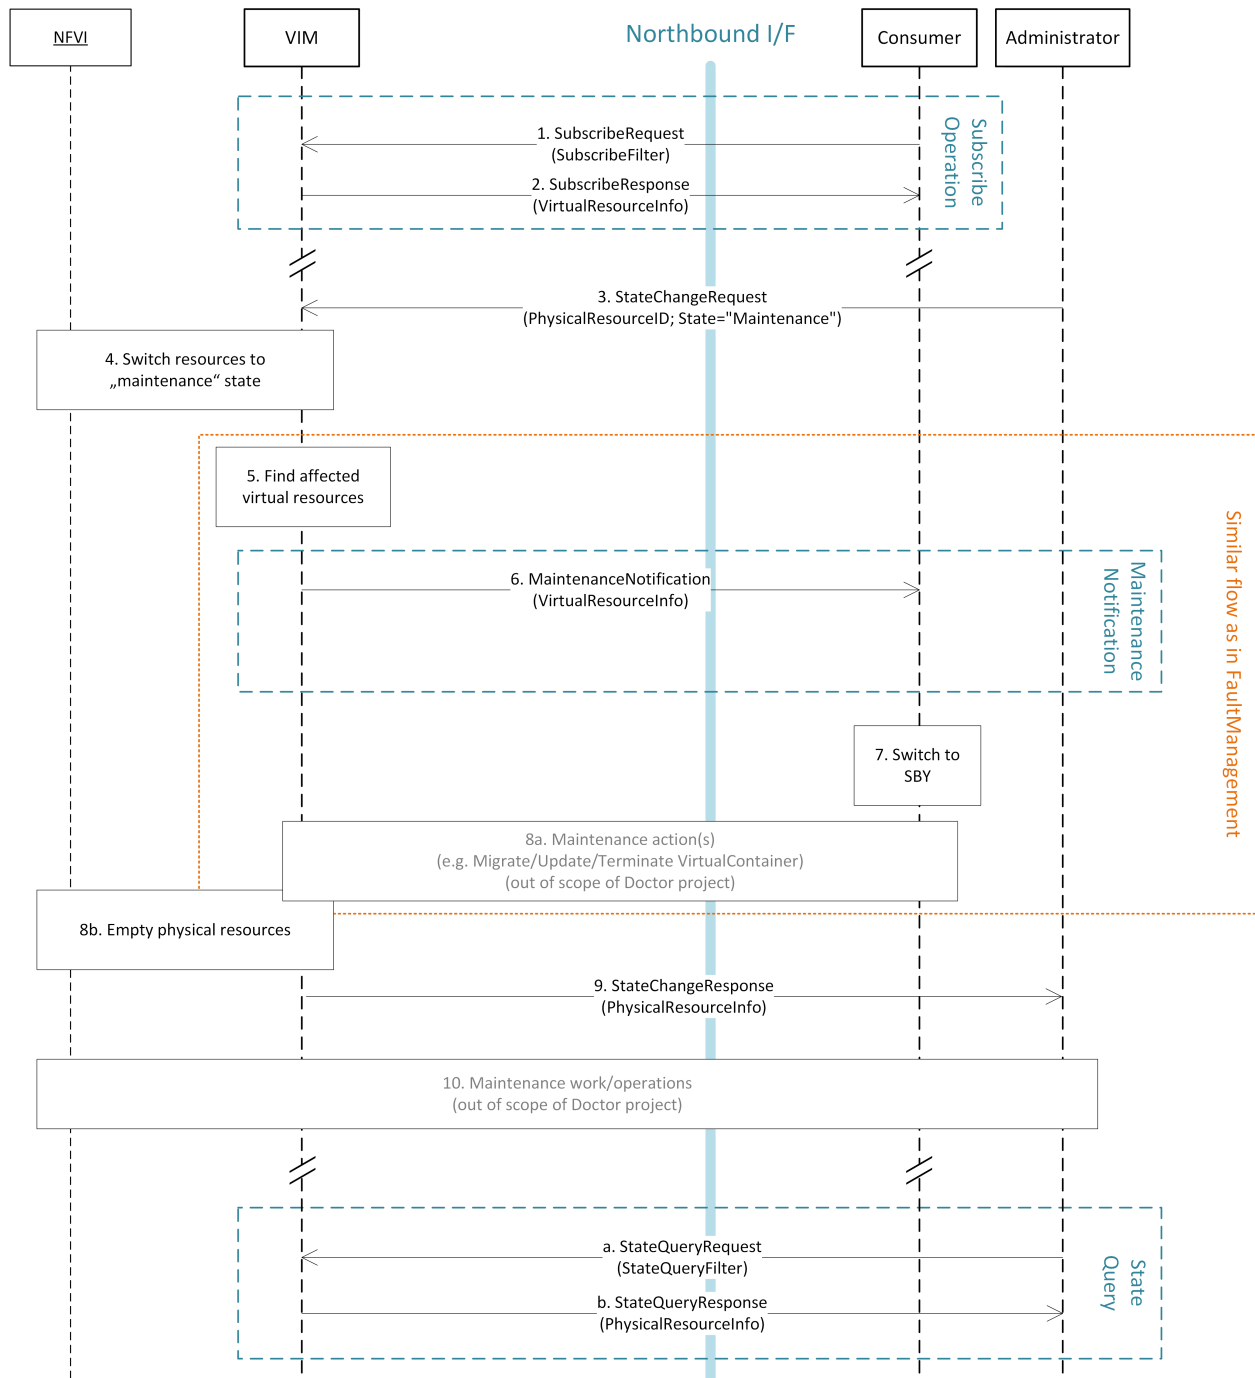 NFVI
VIM
Northbound I/F
Consumer
Administrator
1. SubscribeRequest
(SubscribeFilter)
2. SubscribeResponse
(VirtualResourceInfo)
Subscribe
Operation
3. StateChangeRequest
(PhysicalResourceID; State="Maintenance")
4. Switch resources to
„maintenance“ state
5. Find affected
virtual resources
6. MaintenanceNotification
(VirtualResourceInfo)
Maintenance
Notification
Similar flow as in FaultManagement
7. Switch to
SBY
8a. Maintenance action(s)
(e.g. Migrate/Update/Terminate VirtualContainer)
(out of scope of Doctor project)
8b. Empty physical resources
9. StateChangeResponse
(PhysicalResourceInfo)
10. Maintenance work/operations
(out of scope of Doctor project)
a. StateQueryRequest
(StateQueryFilter)
b. StateQueryResponse
(PhysicalResourceInfo)
State
Query